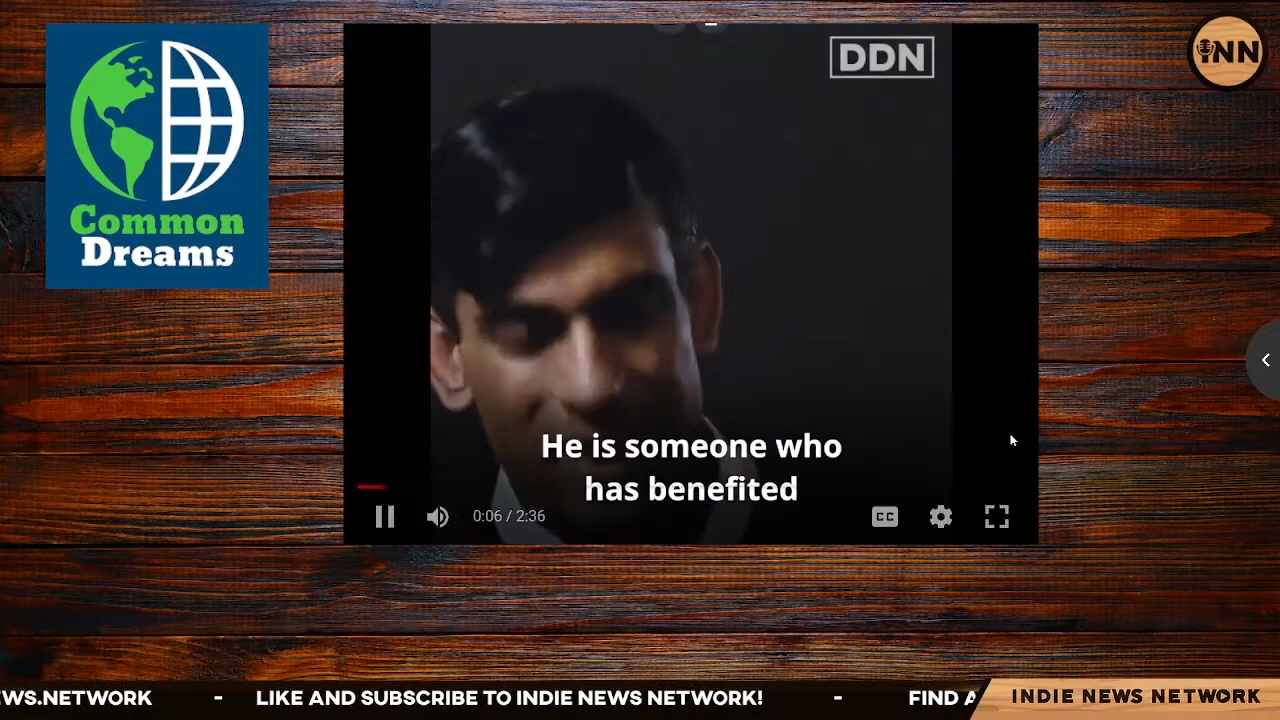 Common
Dreams
DDN
iNN
He is someone who
has benefited
0:06 / 2:36
CC
WS.NETWORK - LIKE AND SUBSCRIBE TO INDIE NEWS NETWORK! - FIND
INDIE NEWS NETWORK